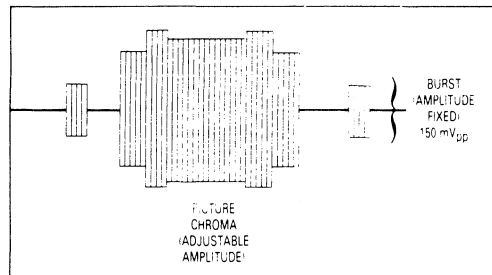 BURST
(AMPLITUDE
FIXED)
150 mVpp
PICTURE
CHROMA
(ADJUSTABLE
AMPLITUDE)